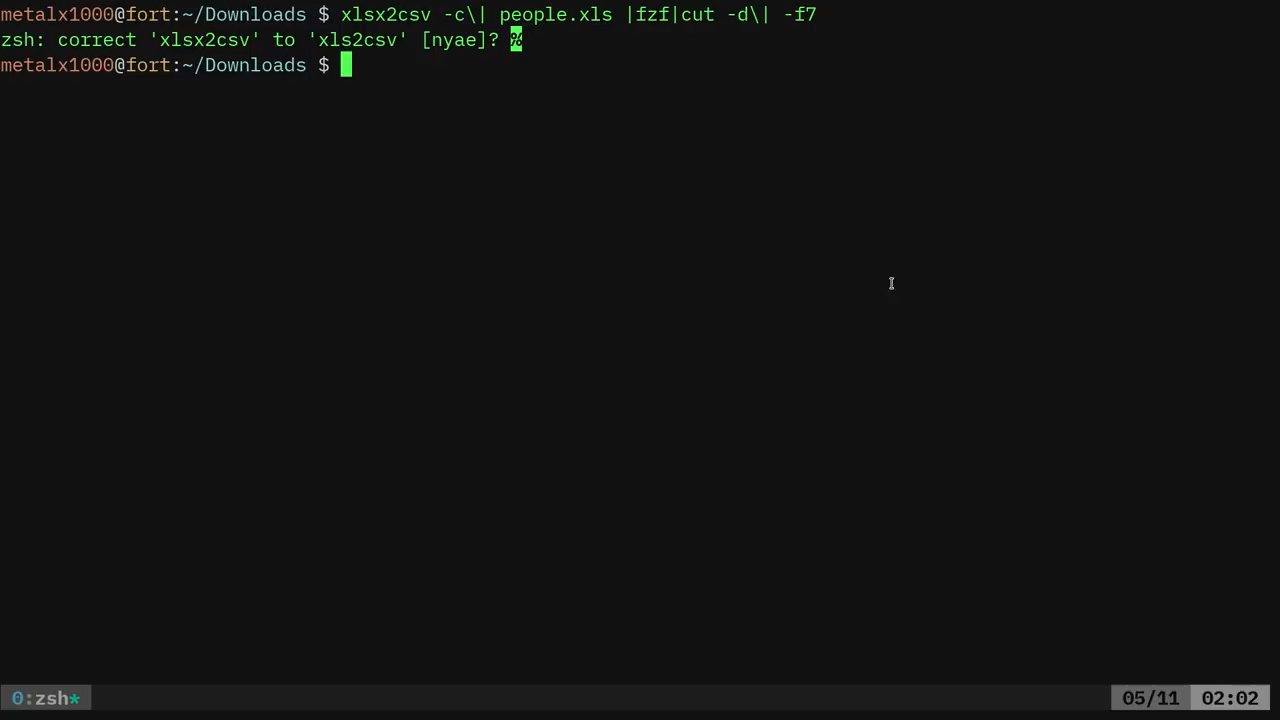 metalx1000@fort:~/Downloads $ xlsx2csv -c\| people.xls |fzf|cut -d\| -f7
zsh: correct 'xlsx2csv' to 'xls2csv' [nyae]? %
metalx1000@fort:~/Downloads $
0:zsh* 05/11 02:02